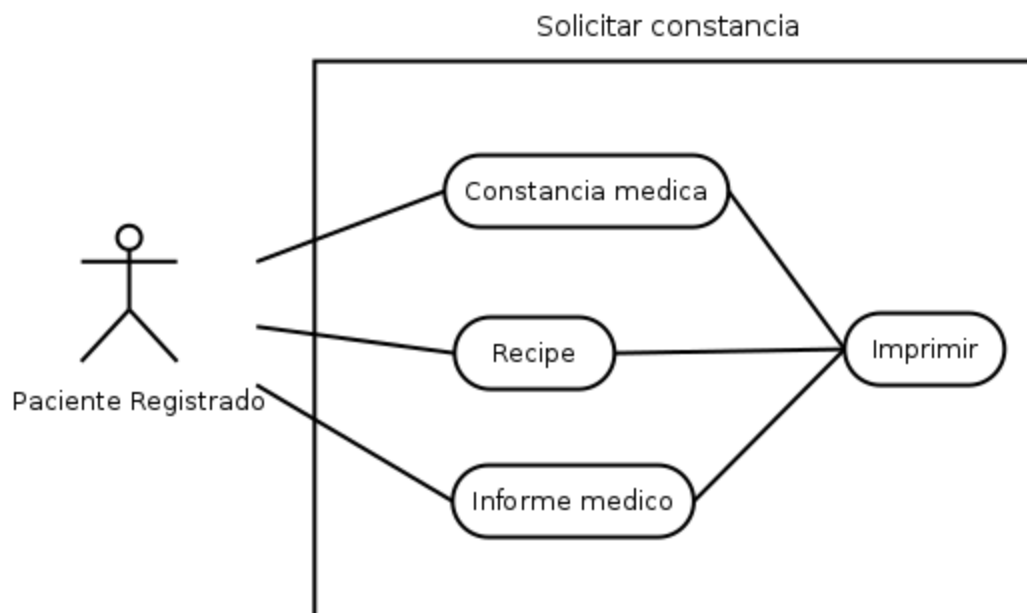 Solicitar constancia
Constancia medica
Recipe
Imprimir
Paciente Registrado
Informe medico